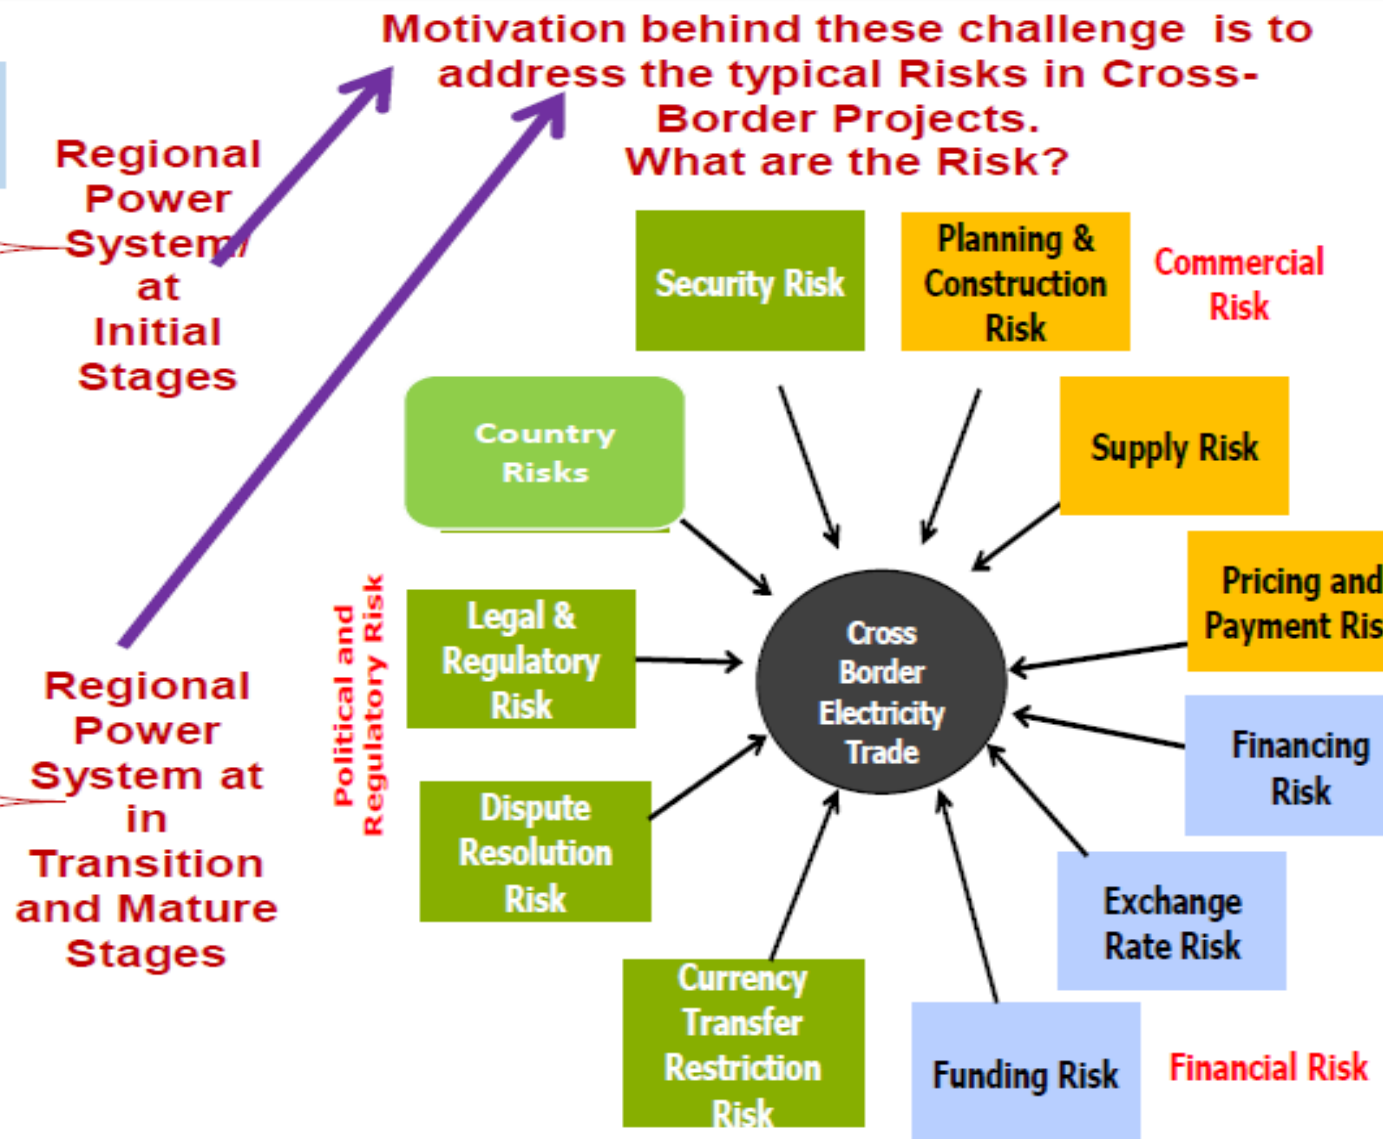 Motivation behind these challenge is to
address the typical Risks in Cross-
Border Projects.
What are the Risk?
Regional
Power
System/
at
Initial
Stages
Regional
Power
System at
in
Transition
and Mature
Stages
Security Risk
Planning &
Construction
Risk
Commercial
Risk
Country
Risks
Supply Risk
Political and
Regulatory Risk
Legal &
Regulatory
Risk
Pricing and
Payment Ris
Cross
Border
Electricity
Trade
Financing
Risk
Dispute
Resolution
Risk
Exchange
Rate Risk
Currency
Transfer
Restriction
Risk
Funding Risk
Financial Risk